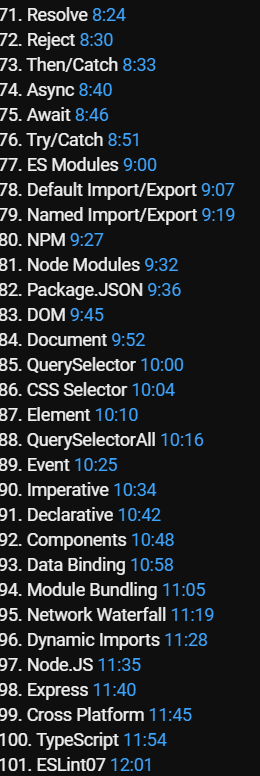 71. Resolve 8:24
72. Reject 8:30
73. Then/Catch 8:33
74. Async 8:40
75. Await 8:46
76. Try/Catch 8:51
77. ES Modules 9:00
78. Default Import/Export 9:07
79. Named Import/Export 9:19
80. NPM 9:27
81. Node Modules 9:32
82. Package.JSON 9:36
83. DOM 9:45
84. Document 9:52
85. QuerySelector 10:00
86. CSS Selector 10:04
87. Element 10:10
88. QuerySelectorAll 10:16
89. Event 10:25
90. Imperative 10:34
91. Declarative 10:42
92. Components 10:48
93. Data Binding 10:58
94. Module Bundling 11:05
95. Network Waterfall 11:19
96. Dynamic Imports 11:28
97. Node.JS 11:35
98. Express 11:40
99. Cross Platform 11:45
100. TypeScript 11:54
101. ESLint07 12:01